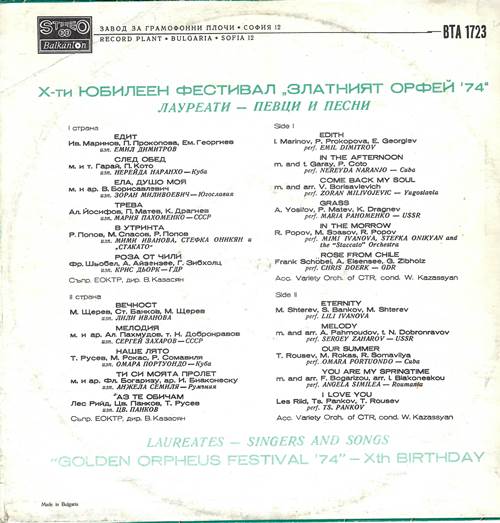 STEREO
Balkanton
ЗАВОД ЗА ГРАМОФОННИ ПЛОЧИ • СОФИЯ 12
RECORD PLANT • BULGARIA • SOFIA 12
ВТА 1723
Х-ти ЮБИЛЕЕН ФЕСТИВАЛ „ЗЛАТНИЯТ ОРФЕЙ '74"
ЛАУРЕАТИ — ПЕВЦИ И ПЕСНИ
I страна
ЕДИТ
Ив. Маринов, П. Прокопова, Ем. Георгиев
изп. ЕМИЛ ДИМИТРОВ
СЛЕД ОБЕД
м. и т. Гарай, П. Кото
изп. НЕРЕЙДА НАРАНХО—Куба
ЕЛА, ДУШО МОЯ
м. и ар. В. Борисавлевич
изп. ЗОРАН МИЛИВОЕВИЧ—Югославия
ТРЕВА
Ал. Йосифов, П. Матев, К. Драгнев
изп. МАРИЯ ПАХОМЕНКО—СССР
В УТРИНТА
Р. Попов, М. Спасов, Р. Попов
изп. МИМИ ИВАНОВА, СТЕФКА ОНИКЯН и
„СТАКАТО"
РОЗА ОТ ЧИЛИ
Фр. Шьобел, А. Айзензее, Г. Зибхолц
изп. КРИС ДЬОРК—ГДР
Съпр. ЕОКТР, дир. В. Казасян
II страна
ВЕЧНОСТ
М. Щерев, Ст. Банков, М. Щерев
изп. ЛИЛИ ИВАНОВА
МЕЛОДИЯ
м. и ар. Ал. Пахмудов, т. Н. Добронравов
изп. СЕРГЕЙ ЗАХАРОВ—СССР
НАШЕ ЛЯТО
Т. Русев, М. Рокас, Р. Сомавиля
изп. ОМАРА ПОРТУОНДО—Куба
ТИ СИ МОЯТА ПРОЛЕТ
м. и ар. Фл. Богаризу, ар. И. Блаконеску
изп. АНЖЕЛА СЕМИЛЯ—Румъния
АЗ ТЕ ОБИЧАМ
Лес Рийд, Цв. Панков, Т. Русев
изп. ЦВ. ПАНКОВ
Съпр. ЕОКТР, дир. В. Казасян
Side I
EDITH
I. Marinov, P. Prokopova, E. Georgiev
perf. EMIL DIMITROV
IN THE AFTERNOON
m. and t. Garay, P. Coto
perf. NEREYDA NARANJO — Cuba
COME BACK MY SOUL
m. and arr. V. Borisavlevich
perf. ZORAN MILIVOJEVIC — Yugoslavia
GRASS
A. Yosifov, P. Matev, K. Dragnev
perf. MARIA PAHOMENKO — USSR
IN THE MORROW
R. Popov, M. Spasov, R. Popov
perf. MIMI IVANOVA, STEFKA ONIKYAN and
the "Staccato" Orchestra
ROSE FROM CHILE
Frank Schobel, A. Eisensee, G. Zibholz
perf. CHRIS DOERK — GDR
Acc. Variety Orch. of CTR, cond. W. Kazassyan
Side II
ETERNITY
M. Shterev, S. Bankov, M. Shterev
perf. LILI IVANOVA
MELODY
m. and arr. A. Pahmoudov, t. N. Dobronravov
perf. SERGEY ZAHAROV — USSR
OUR SUMMER
T. Rousev, M. Rokas, R. Somavilya
perf. OMARA PORTUONDO — Cuba
YOU ARE MY SPRINGTIME
m. and arr. F. Bogarizou, arr. I. Blakoneskou
perf. ANGELA SIMILEA — Roumania
I LOVE YOU
Les Riid, Ts. Pankov, T. Rousev
perf. TS. PANKOV
Acc. Variety Orch. of CTR, cond. W. Kazassyan
LAUREATES — SINGERS AND SONGS
"GOLDEN ORPHEUS FESTIVAL '74" — Xth BIRTHDAY
Made in Bulgaria